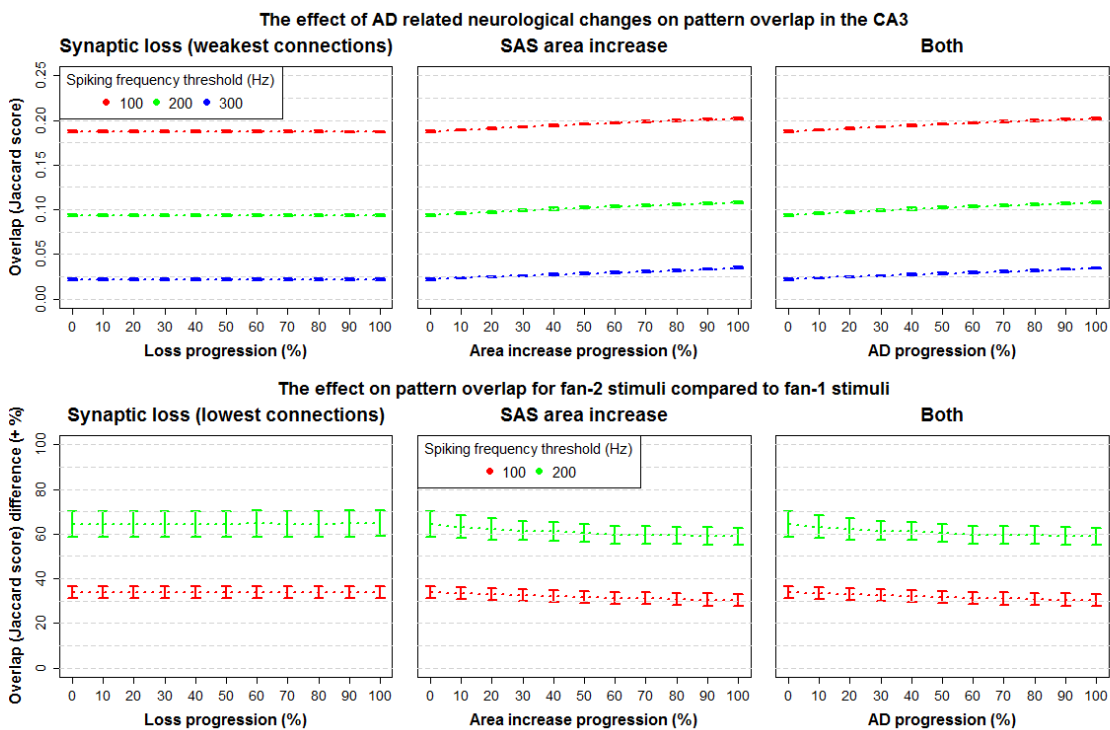 The effect of AD related neurological changes on pattern overlap in the CA3
Synaptic loss (weakest connections)
SAS area increase
Both
Overlap (Jaccard score)
0.00 0.05 0.10 0.15 0.20 0.25
Spiking frequency threshold (Hz)
100 200 300
0 10 20 30 40 50 60 70 80 90 100
Loss progression (%)
0 10 20 30 40 50 60 70 80 90 100
Area increase progression (%)
0 10 20 30 40 50 60 70 80 90 100
AD progression (%)
The effect on pattern overlap for fan-2 stimuli compared to fan-1 stimuli
Synaptic loss (lowest connections)
SAS area increase
Both
Overlap (Jaccard score) difference (+ %)
0 20 40 60 80 100
Spiking frequency threshold (Hz)
100 200
0 10 20 30 40 50 60 70 80 90 100
Loss progression (%)
0 10 20 30 40 50 60 70 80 90 100
Area increase progression (%)
0 10 20 30 40 50 60 70 80 90 100
AD progression (%)